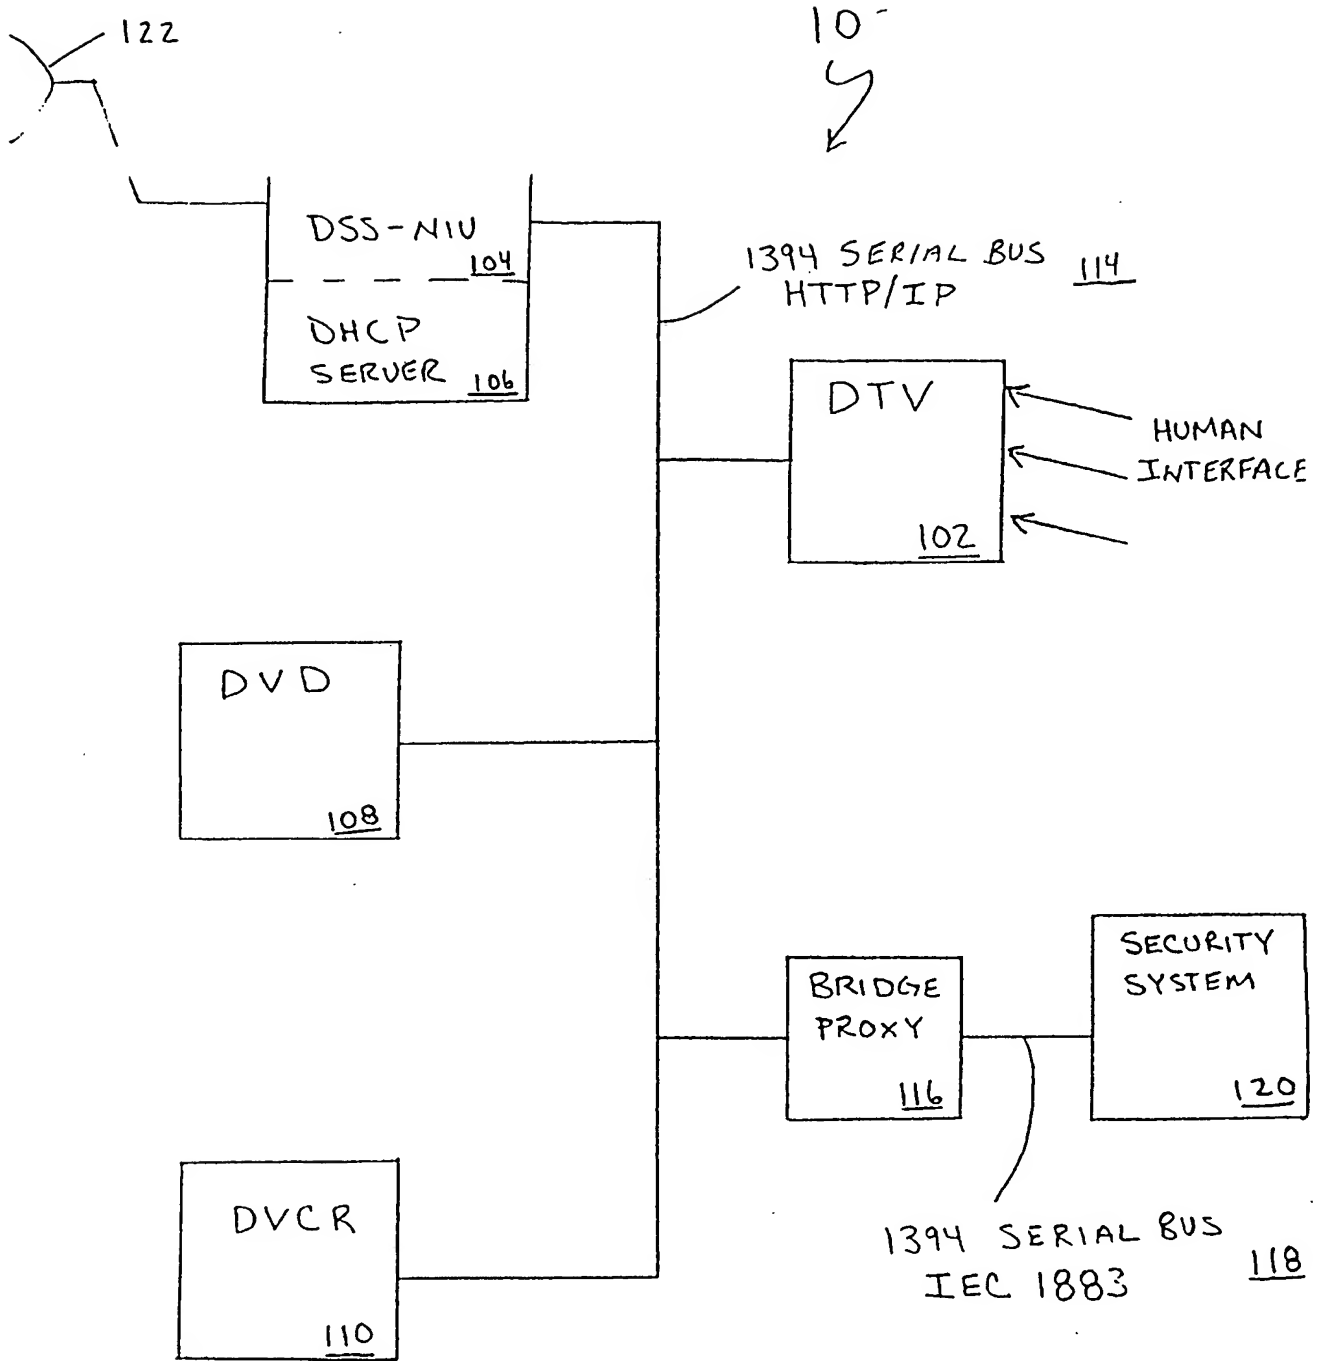 122
10
DSS-NIU
104
DHCP
SERVER 106
1394 SERIAL BUS 114
HTTP/IP
DTV
102
HUMAN
INTERFACE
DVD
108
BRIDGE
PROXY
116
SECURITY
SYSTEM
120
DVCR
110
1394 SERIAL BUS
IEC 1883 118